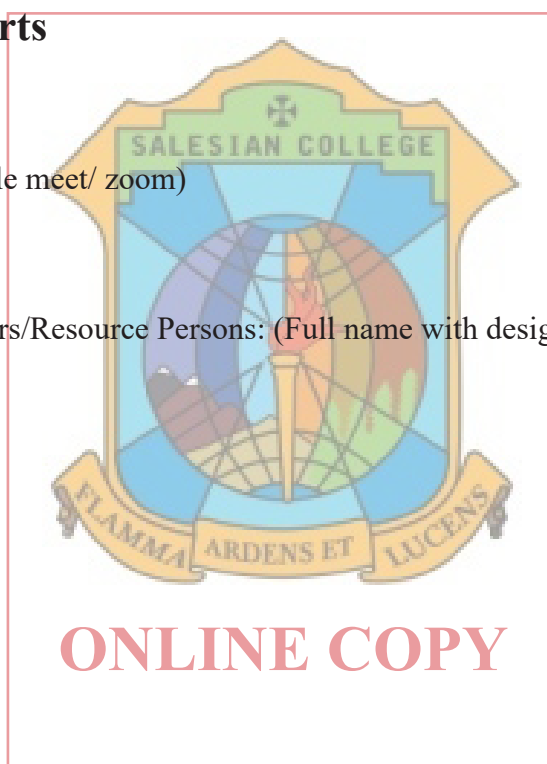 rts
SALESIAN COLLEGE
le meet/ zoom)
rs/Resource Persons: (Full name with desig
FLAMMA ARDENS ET LUCENS
ONLINE COPY